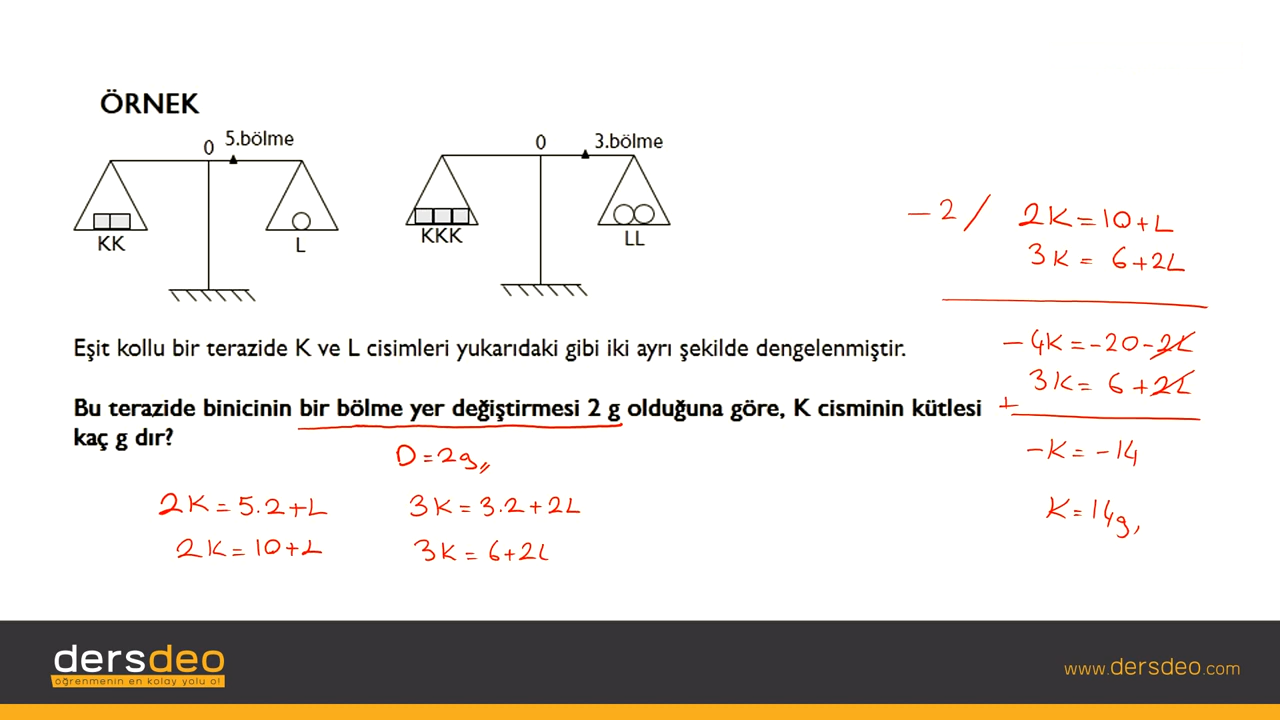 ÖRNEK
0 5.bölme
KK
L
0 3.bölme
KKK
LL
Eşit kollu bir terazide K ve L cisimleri yukarıdaki gibi iki ayrı şekilde dengelenmiştir.
Bu terazide binicinin bir bölme yer değiştirmesi 2 g olduğuna göre, K cisminin kütlesi
kaç g dır?
D=2g
2K=5.2+L
2K=10+L
3K=3.2+2L
3K=6+2L
-2/ 2K=10+L
3K=6+2L
-4K=-20-2L
3K=6+2L
+
-K=-14
K=14g
dersdeo
öğrenmenin en kolay yolu o!
www.dersdeo.com